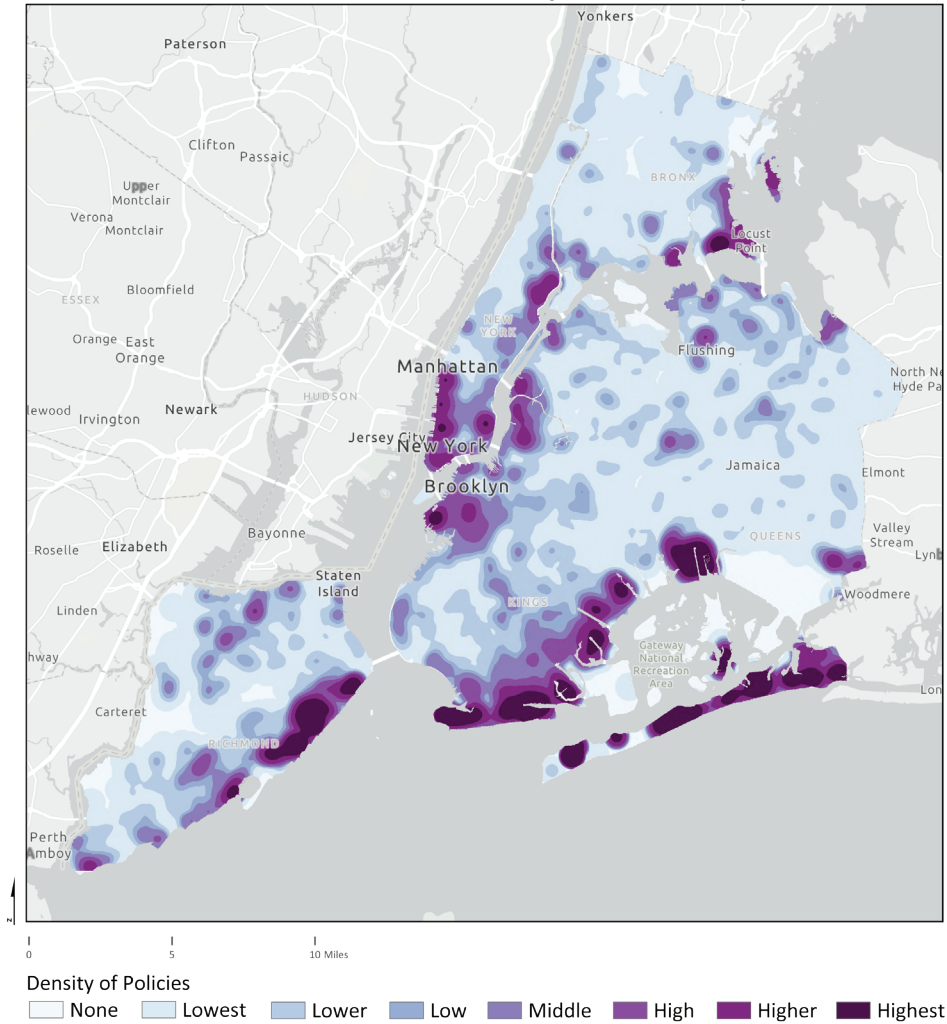 Yonkers
Paterson
Clifton
Passaic
Upper
Montclair
BRONX
Verona
Montclair
Locust
Point
Bloomfield
ESSEX
NEW
YORK
Orange
East
Orange
Flushing
Manhattan
North Ne
Hyde Pa
HUDSON
lewood
Irvington
Newark
Jersey City
New York
Jamaica
Elmont
Brooklyn
Bayonne
Valley
Stream
QUEENS
Roselle
Elizabeth
Lynb
Staten
Island
Woodmere
KINGS
Linden
hway
Gateway
National
Recreation
Area
Lon
Carteret
RICHMOND
Perth
Amboy
z
0 5 10 Miles
Density of Policies
None Lowest Lower Low Middle High Higher Highest